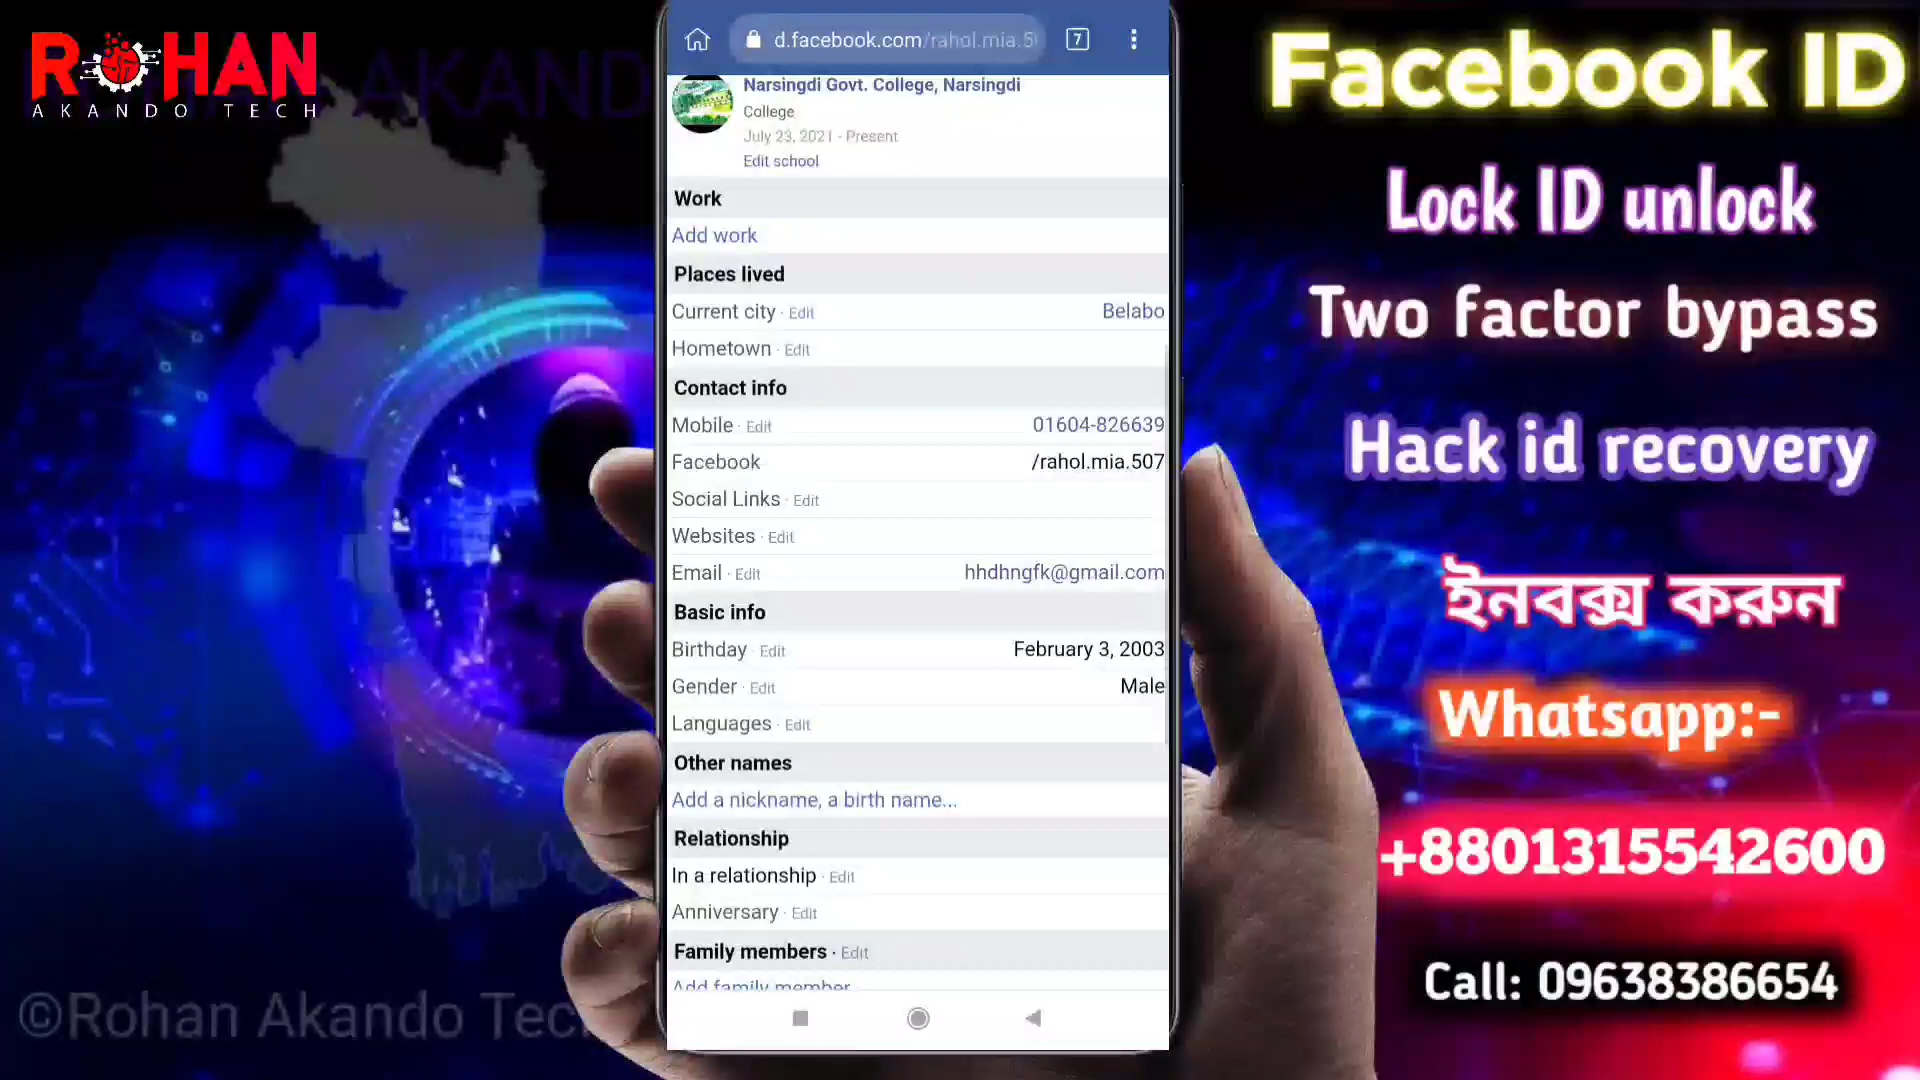 ROHAN
AKANDO TECH
AKANDO
©Rohan Akando Tec
d.facebook.com/rahol.mia.5
7
Narsingdi Govt. College, Narsingdi
College
July 23, 2021 - Present
Edit school
Work
Add work
Places lived
Current city · Edit Belabo
Hometown · Edit
Contact info
Mobile · Edit 01604-826639
Facebook /rahol.mia.507
Social Links · Edit
Websites · Edit
Email · Edit hhdhngfk@gmail.com
Basic info
Birthday · Edit February 3, 2003
Gender · Edit Male
Languages · Edit
Other names
Add a nickname, a birth name...
Relationship
In a relationship · Edit
Anniversary · Edit
Family members · Edit
Add family member
Facebook ID
Lock ID unlock
Two factor bypass
Hack id recovery
ইনবক্স করুন
Whatsapp:-
+8801315542600
Call: 09638386654